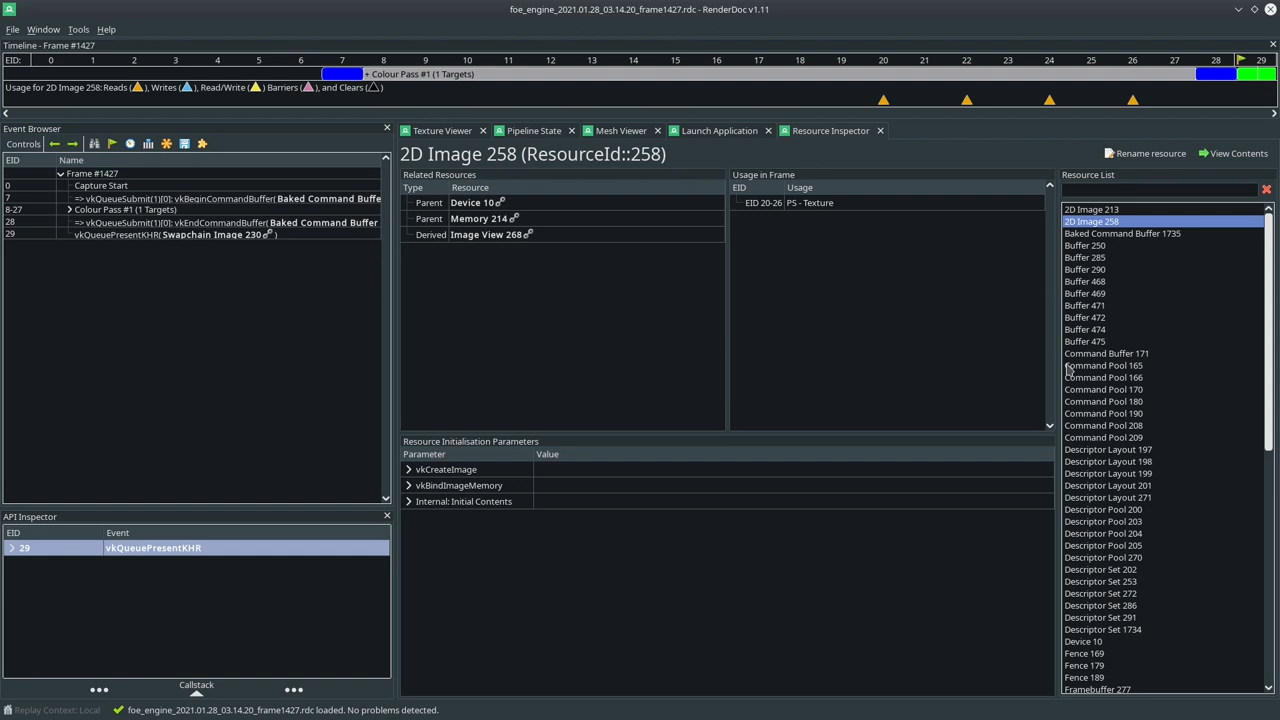 foe_engine_2021.01.28_03.14.20_frame1427.rdc - RenderDoc v1.11
File Window Tools Help
Timeline - Frame #1427
EID: 0 1 2 3 4 5 6 7 8 9 10 11 12 13 14 15 16 17 18 19 20 21 22 23 24 25 26 27 28 29
+ Colour Pass #1 (1 Targets)
Usage for 2D Image 258: Reads ( ), Writes ( ), Read/Write ( ) Barriers ( ), and Clears ( )
Event Browser
Controls
EID Name
Frame #1427
0 Capture Start
7 => vkQueueSubmit(1)[0]: vkBeginCommandBuffer( Baked Command Buffe
8-27 Colour Pass #1 (1 Targets)
28 => vkQueueSubmit(1)[0]: vkEndCommandBuffer( Baked Command Buffer
29 vkQueuePresentKHR( Swapchain Image 230 )
API Inspector
EID Event
29 vkQueuePresentKHR
Callstack
Texture Viewer Pipeline State Mesh Viewer Launch Application Resource Inspector
2D Image 258 (ResourceId::258)
Rename resource View Contents
Related Resources
Type Resource
Parent Device 10
Parent Memory 214
Derived Image View 268
Usage in Frame
EID Usage
EID 20-26 PS - Texture
Resource Initialisation Parameters
Parameter Value
vkCreateImage
vkBindImageMemory
Internal: Initial Contents
Resource List
2D Image 213
2D Image 258
Baked Command Buffer 1735
Buffer 250
Buffer 285
Buffer 290
Buffer 468
Buffer 469
Buffer 471
Buffer 472
Buffer 474
Buffer 475
Command Buffer 171
Command Pool 165
Command Pool 166
Command Pool 170
Command Pool 180
Command Pool 190
Command Pool 208
Command Pool 209
Descriptor Layout 197
Descriptor Layout 198
Descriptor Layout 199
Descriptor Layout 201
Descriptor Layout 271
Descriptor Pool 200
Descriptor Pool 203
Descriptor Pool 204
Descriptor Pool 205
Descriptor Pool 270
Descriptor Set 202
Descriptor Set 253
Descriptor Set 272
Descriptor Set 286
Descriptor Set 291
Descriptor Set 1734
Device 10
Fence 169
Fence 179
Fence 189
Framebuffer 277
Replay Context: Local foe_engine_2021.01.28_03.14.20_frame1427.rdc loaded. No problems detected.